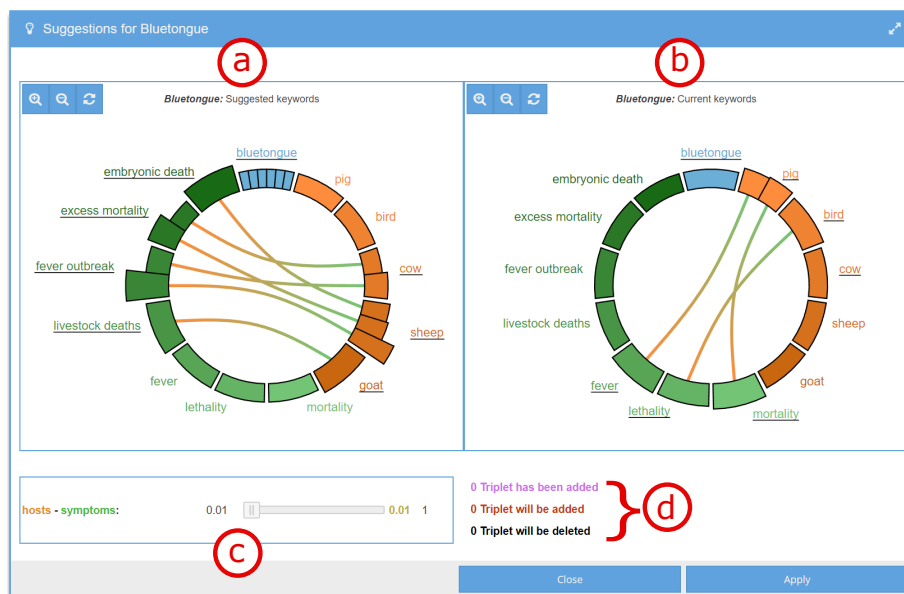 Suggestions for Bluetongue
a
b
Bluetongue: Suggested keywords
Bluetongue: Current keywords
bluetongue
pig
bird
cow
sheep
goat
mortality
lethality
fever
livestock deaths
fever outbreak
excess mortality
embryonic death
bluetongue
pig
bird
cow
sheep
goat
mortality
lethality
fever
livestock deaths
fever outbreak
excess mortality
embryonic death
hosts - symptoms: 0.01 0.01 1
c
0 Triplet has been added
0 Triplet will be added
0 Triplet will be deleted
d
Close
Apply